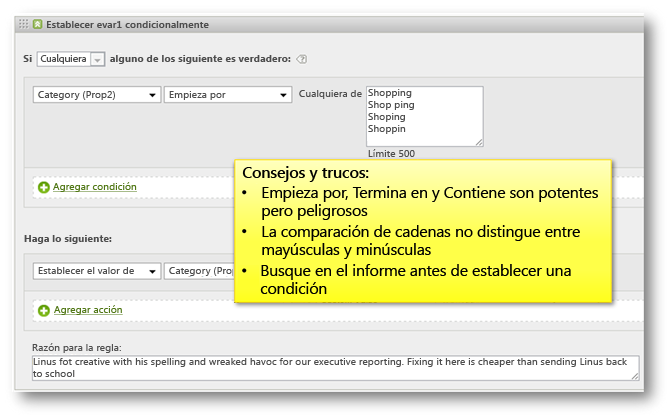 Establecer evar1 condicionalmente
Si Cualquiera alguno de los siguiente es verdadero:
Category (Prop2) Empieza por Cualquiera de
Shopping
Shop ping
Shoping
Shoppin
Límite 500
Agregar condición
Consejos y trucos:
• Empieza por, Termina en y Contiene son potentes
pero peligrosos
• La comparación de cadenas no distingue entre
mayúsculas y minúsculas
• Busque en el informe antes de establecer una
condición
Haga lo siguiente:
Establecer el valor de Category (Prop
Agregar acción
Razón para la regla:
Linus fot creative with his spelling and wreaked havoc for our executive reporting. Fixing it here is cheaper than sending Linus back
to school